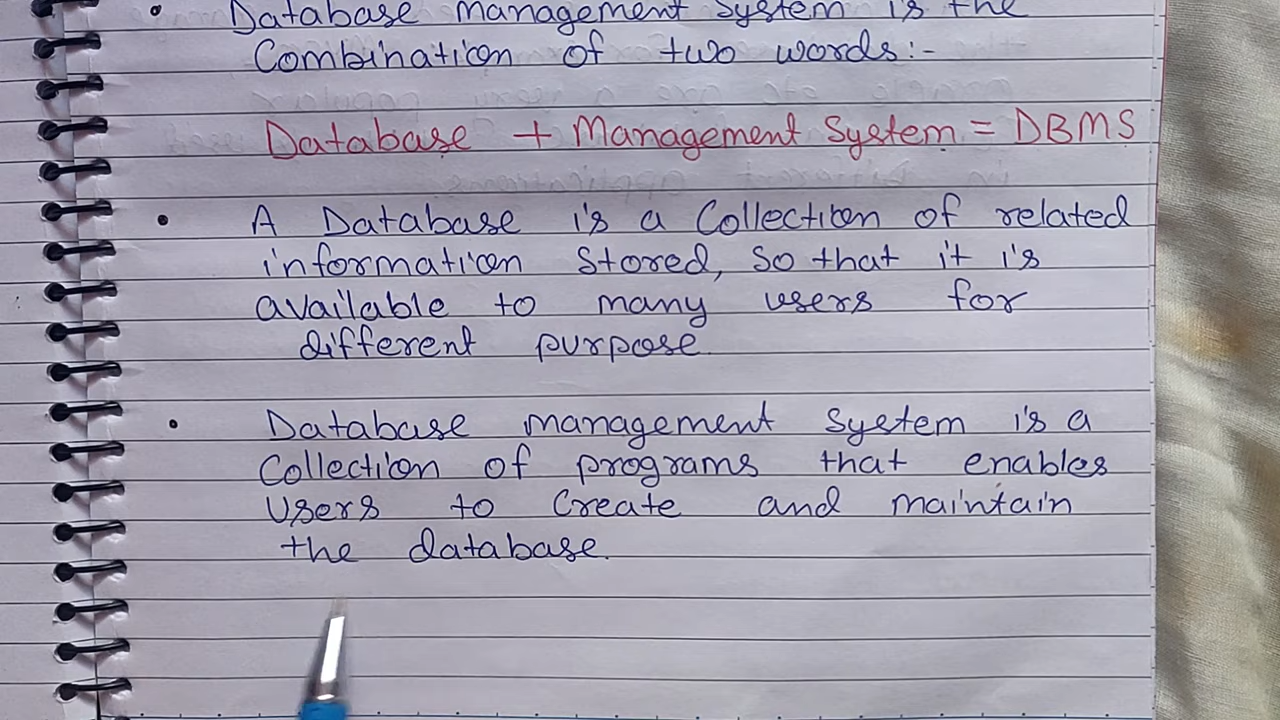 • Database management System is the
Combination of two words:-
Database + Management System = DBMS
• A Database is a Collection of related
information Stored, so that it is
available to many users for
different purpose.
• Database management System is a
Collection of programs that enables
Users to Create and maintain
the database.